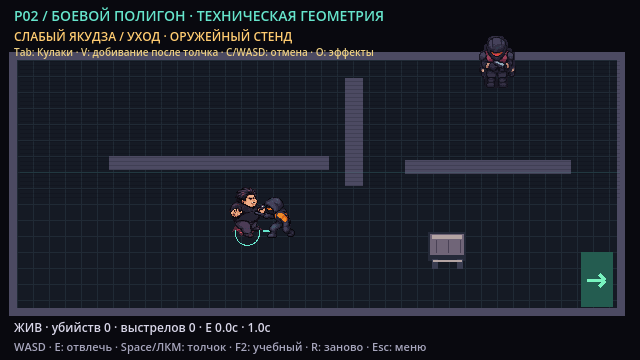 P02 / БОЕВОЙ ПОЛИГОН · ТЕХНИЧЕСКАЯ ГЕОМЕТРИЯ
СЛАБЫЙ ЯКУДЗА / УХОД · ОРУЖЕЙНЫЙ СТЕНД
Tab: Кулаки · V: добивание после толчка · C/WASD: отмена · O: эффекты
ЖИВ · убийств 0 · выстрелов 0 · E 0.0с · 1.0с
WASD · E: отвлечь · Space/ЛКМ: толчок · F2: учебный · R: заново · Esc: меню